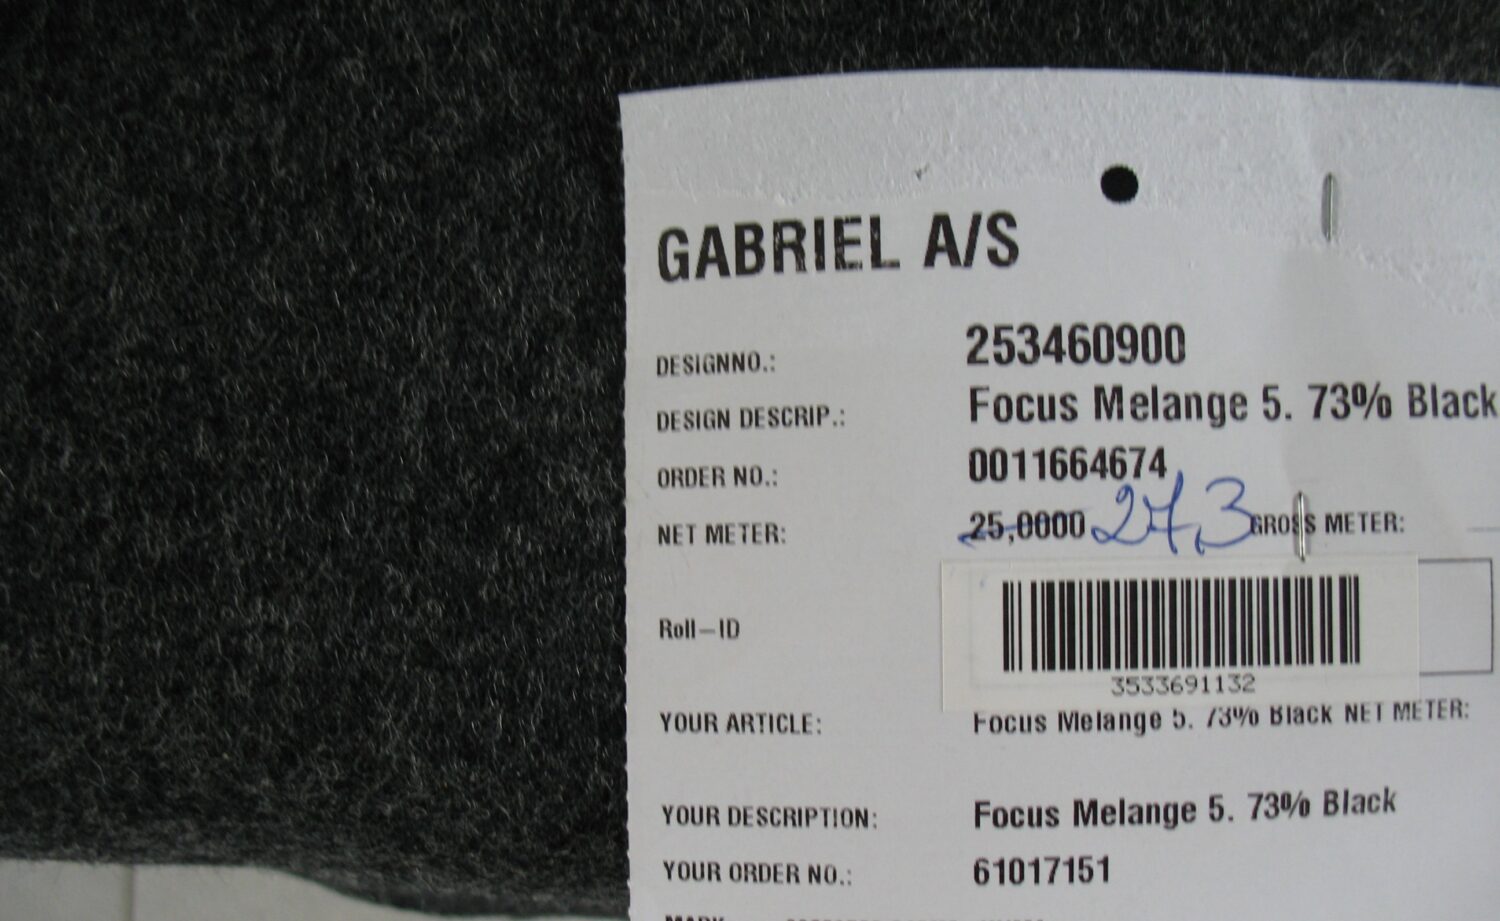 GABRIEL A/S
DESIGNNO.: 253460900
DESIGN DESCRIP.: Focus Melange 5. 73% Black
ORDER NO.: 0011664674
NET METER: 25,0000 27,3 GROSS METER:
Roll-ID
3533691132
YOUR ARTICLE: Focus Melange 5. 73% Black NET METER:
YOUR DESCRIPTION: Focus Melange 5. 73% Black
YOUR ORDER NO.: 61017151